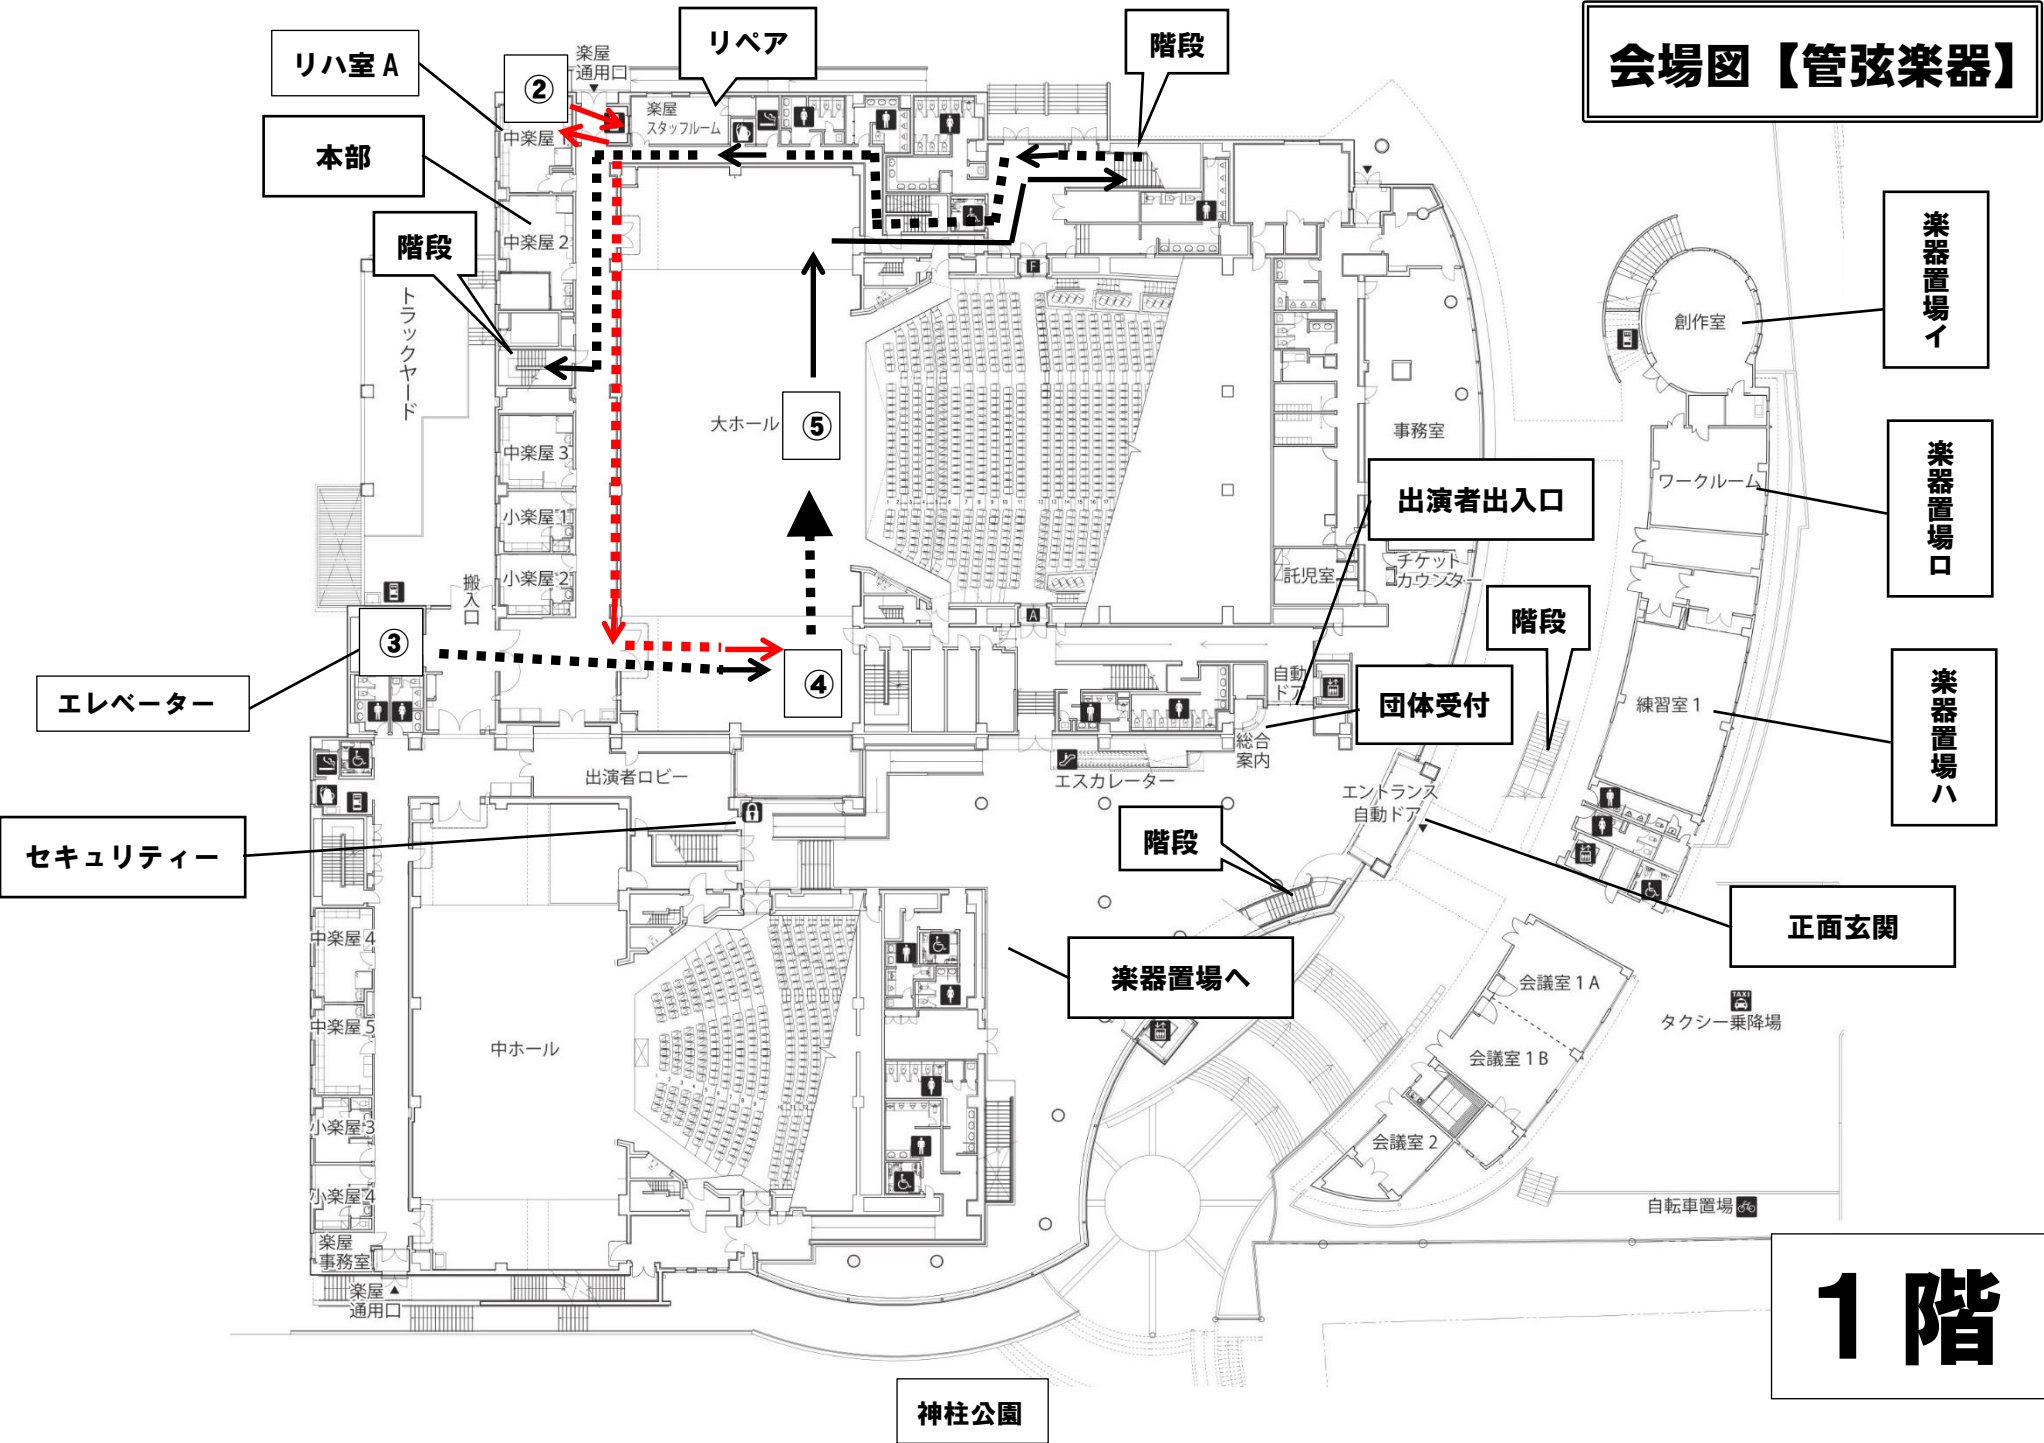 会場図【管弦楽器】
リペア
階段
リハ室 A
楽屋
通用口
②
楽屋
スタッフルーム
中楽屋 1
本部
中楽屋 2
階段
トラックヤード
F
楽器置場イ
創作室
大ホール
⑤
中楽屋 3
事務室
楽器置場ロ
ワークルーム
出演者出入口
小楽屋 1
小楽屋 2
搬入口
託児室
チケット
カウンター
A
階段
③
④
エレベーター
自動
ドア
団体受付
練習室 1
楽器置場ハ
総合
案内
出演者ロビー
エスカレーター
エントランス
自動ドア
セキュリティー
階段
正面玄関
中楽屋 4
楽器置場へ
会議室 1 A
TAXI
タクシー乗降場
中楽屋 5
中ホール
会議室 1 B
小楽屋 3
会議室 2
小楽屋 4
自転車置場
楽屋
事務室
楽屋
通用口
1 階
神柱公園